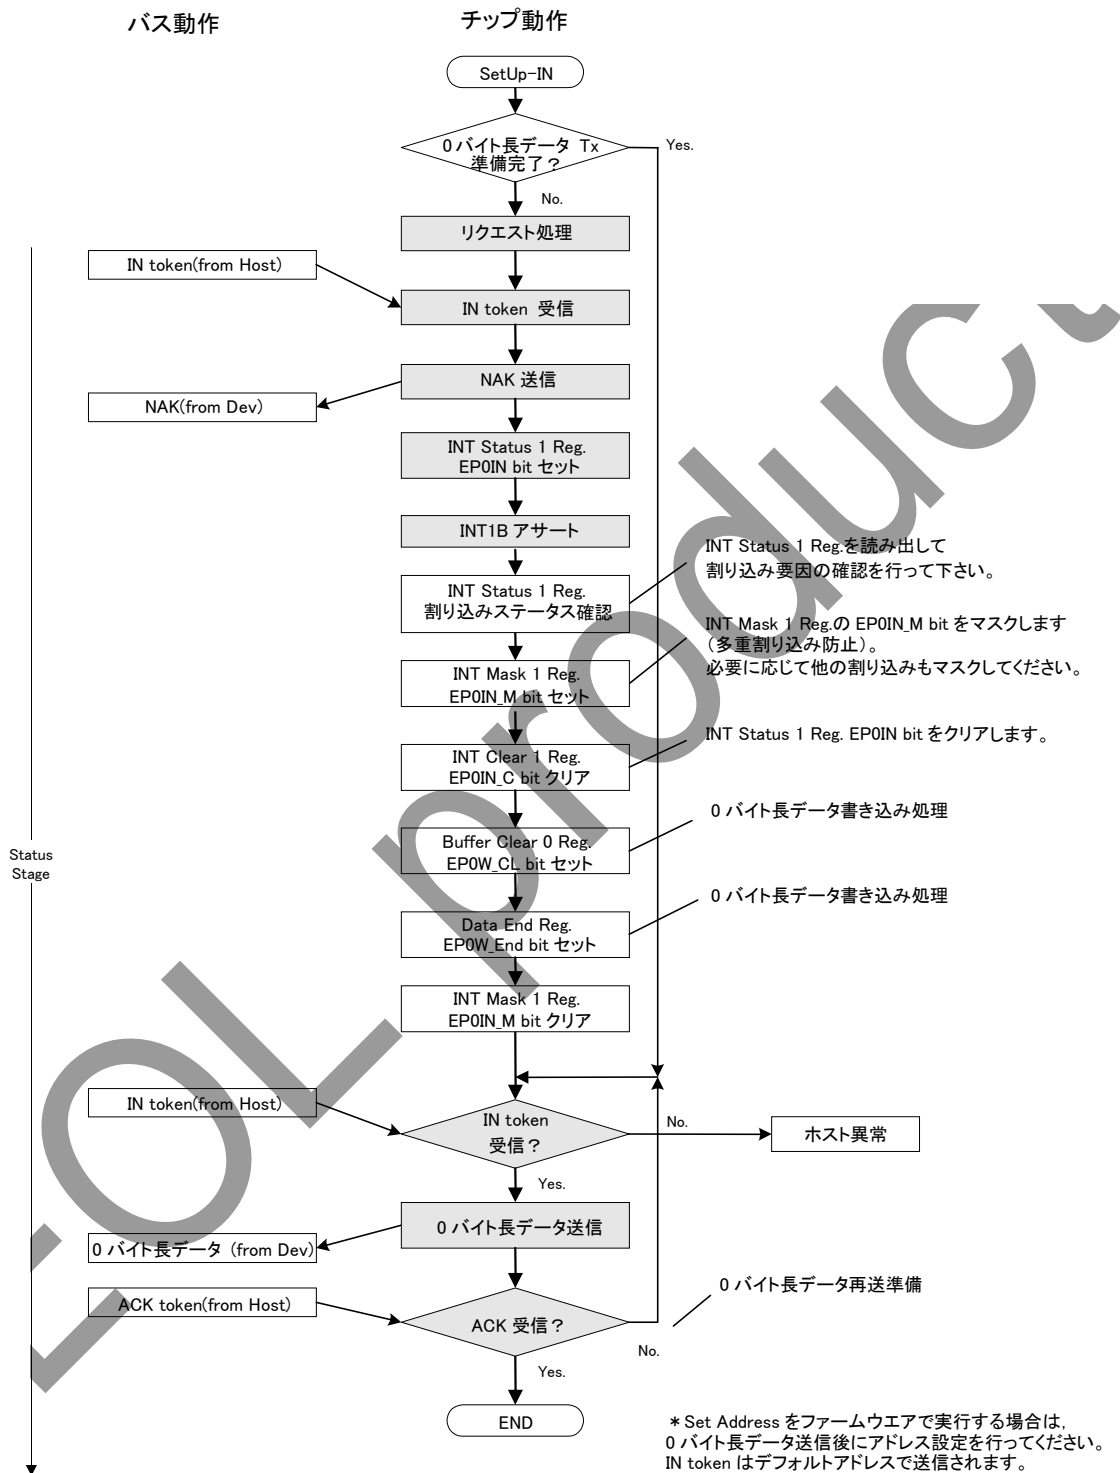 バス動作
チップ動作
SetUp-IN
0 バイト長データ Tx
準備完了？
Yes.
No.
リクエスト処理
IN token(from Host)
IN token 受信
NAK 送信
NAK(from Dev)
INT Status 1 Reg.
EP0IN bit セット
INT1B アサート
INT Status 1 Reg.
割り込みステータス確認
INT Status 1 Reg.を読み出して
割り込み要因の確認を行って下さい。
INT Mask 1 Reg.
EP0IN_M bit セット
INT Mask 1 Reg.の EP0IN_M bit をマスクします
（多重割り込み防止）。
必要に応じて他の割り込みもマスクしてください。
INT Clear 1 Reg.
EP0IN_C bit クリア
INT Status 1 Reg. EP0IN bit をクリアします。
Buffer Clear 0 Reg.
EP0W_CL bit セット
0 バイト長データ書き込み処理
Status
Stage
Data End Reg.
EP0W_End bit セット
0 バイト長データ書き込み処理
INT Mask 1 Reg.
EP0IN_M bit クリア
IN token(from Host)
IN token
受信？
No.
ホスト異常
Yes.
0 バイト長データ送信
0 バイト長データ (from Dev)
ACK token(from Host)
ACK 受信？
0 バイト長データ再送準備
No.
Yes.
END
＊Set Address をファームウエアで実行する場合は,
0 バイト長データ送信後にアドレス設定を行ってください。
IN token はデフォルトアドレスで送信されます。
EOL product